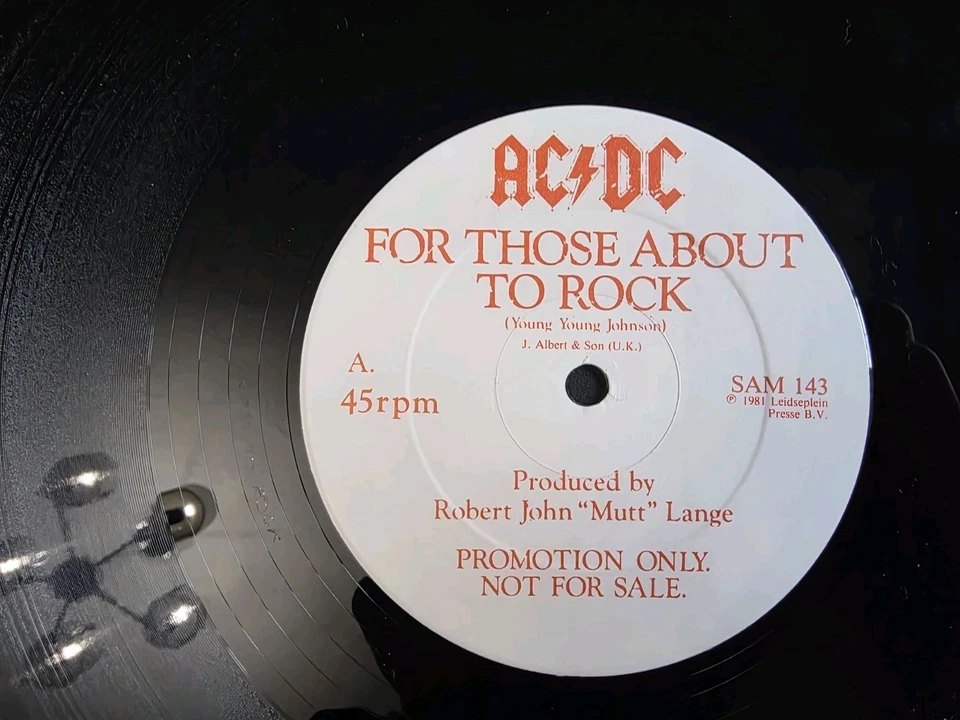 AC⚡DC
FOR THOSE ABOUT
TO ROCK
(Young Young Johnson)
J. Albert & Son (U.K.)
A.
45rpm
SAM 143
℗ 1981 Leidseplein
Presse B.V.
Produced by
Robert John “Mutt” Lange
PROMOTION ONLY.
NOT FOR SALE.